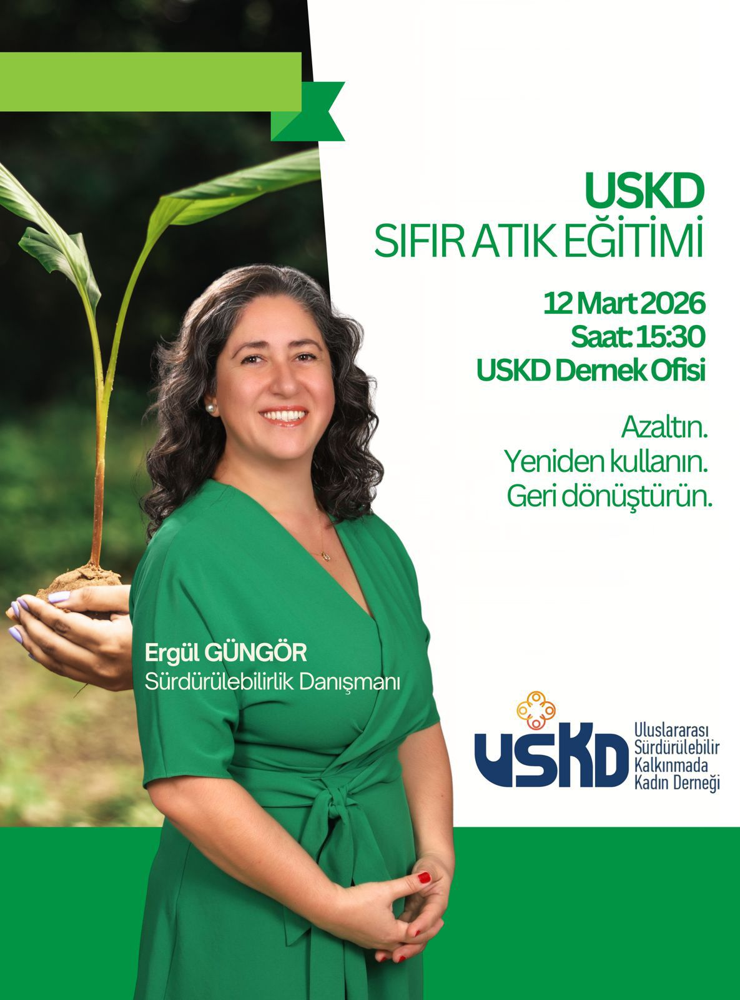 USKD
SIFIR ATIK EĞİTİMİ
12 Mart 2026
Saat: 15:30
USKD Dernek Ofisi
Azaltın.
Yeniden kullanın.
Geri dönüştürün.
Ergül GÜNGÖR
Sürdürülebilirlik Danışmanı
USKD
Uluslararası
Sürdürülebilir
Kalkınmada
Kadın Derneği